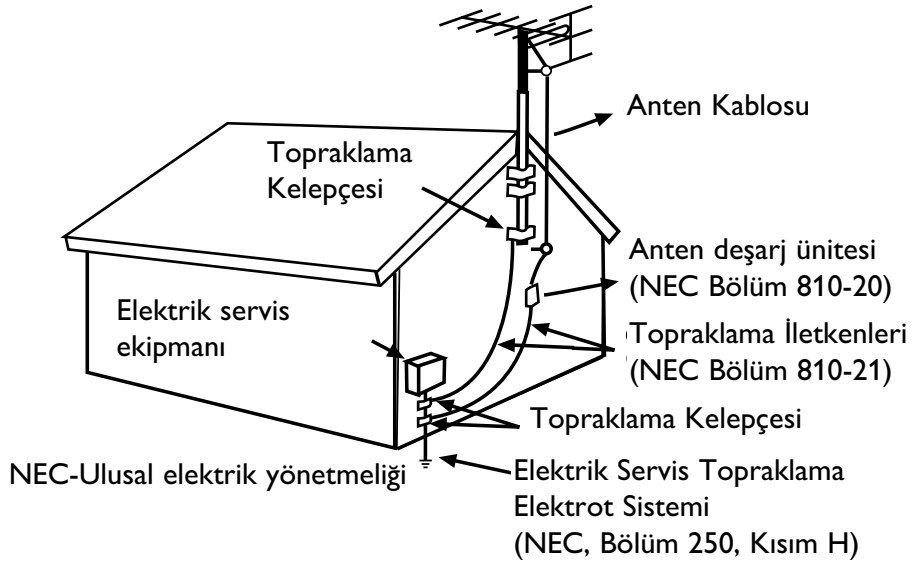 Anten Kablosu
Topraklama
Kelepçesi
Anten deşarj ünitesi
(NEC Bölüm 810-20)
Elektrik servis
ekipmanı
Topraklama İletkenleri
(NEC Bölüm 810-21)
Topraklama Kelepçesi
NEC-Ulusal elektrik yönetmeliği
Elektrik Servis Topraklama
Elektrot Sistemi
(NEC, Bölüm 250, Kısım H)